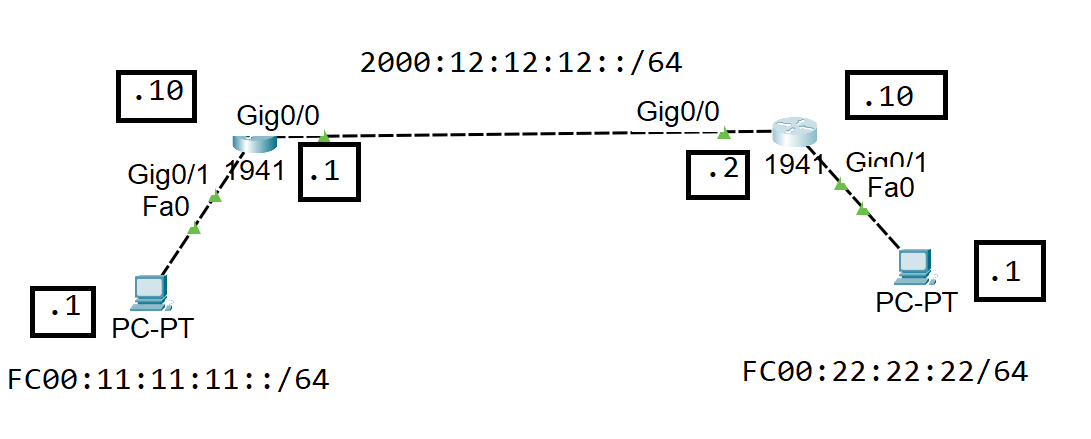 2000:12:12:12::/64
.10
.10
Gig0/0
Gig0/0
1941
.1
.2
1941
Gig0/1
Gig0/1
Fa0
Fa0
.1
PC-PT
.1
PC-PT
FC00:11:11:11::/64
FC00:22:22:22/64